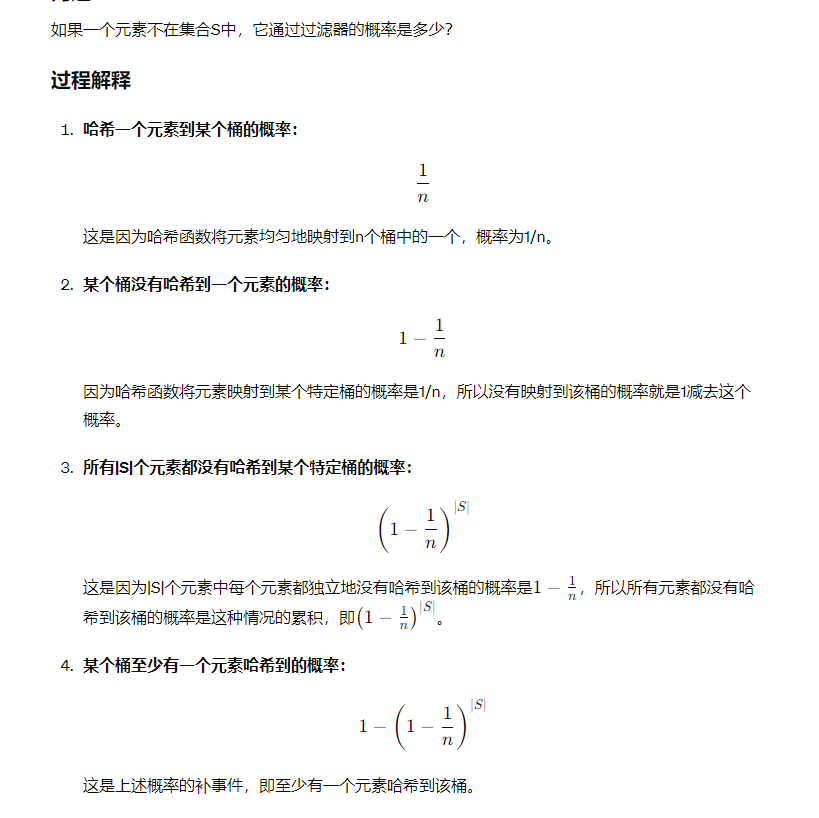 如果一个元素不在集合S中，它通过过滤器的概率是多少？
过程解释
1. 哈希一个元素到某个桶的概率：
1/n
这是因为哈希函数将元素均匀地映射到n个桶中的一个，概率为1/n。
2. 某个桶没有哈希到一个元素的概率：
1 − 1/n
因为哈希函数将元素映射到某个特定桶的概率是1/n，所以没有映射到该桶的概率就是1减去这个
概率。
3. 所有|S|个元素都没有哈希到某个特定桶的概率：
(1 − 1/n)^|S|
这是因为|S|个元素中每个元素都独立地没有哈希到该桶的概率是1 − 1/n，所以所有元素都没有哈
希到该桶的概率是这种情况的累积，即(1 − 1/n)^|S|。
4. 某个桶至少有一个元素哈希到的概率：
1 − (1 − 1/n)^|S|
这是上述概率的补事件，即至少有一个元素哈希到该桶。